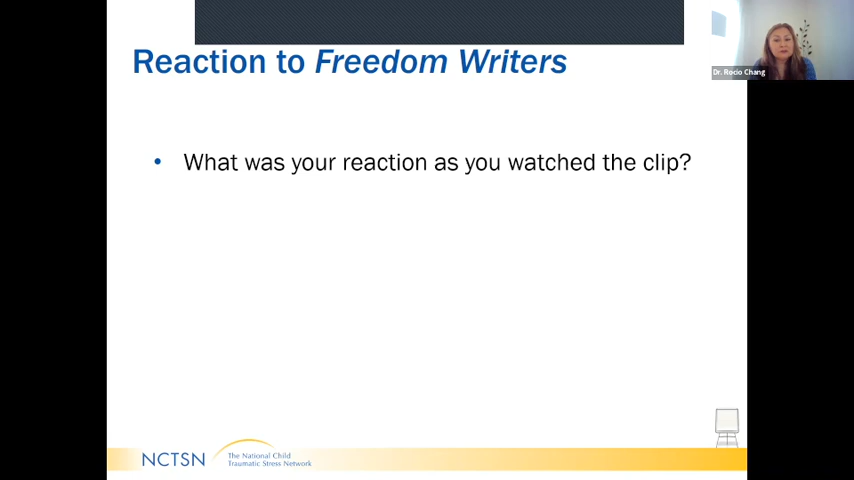 Reaction to Freedom Writers
Dr. Rocio Chang
• What was your reaction as you watched the clip?
NCTSN
The National Child
Traumatic Stress Network